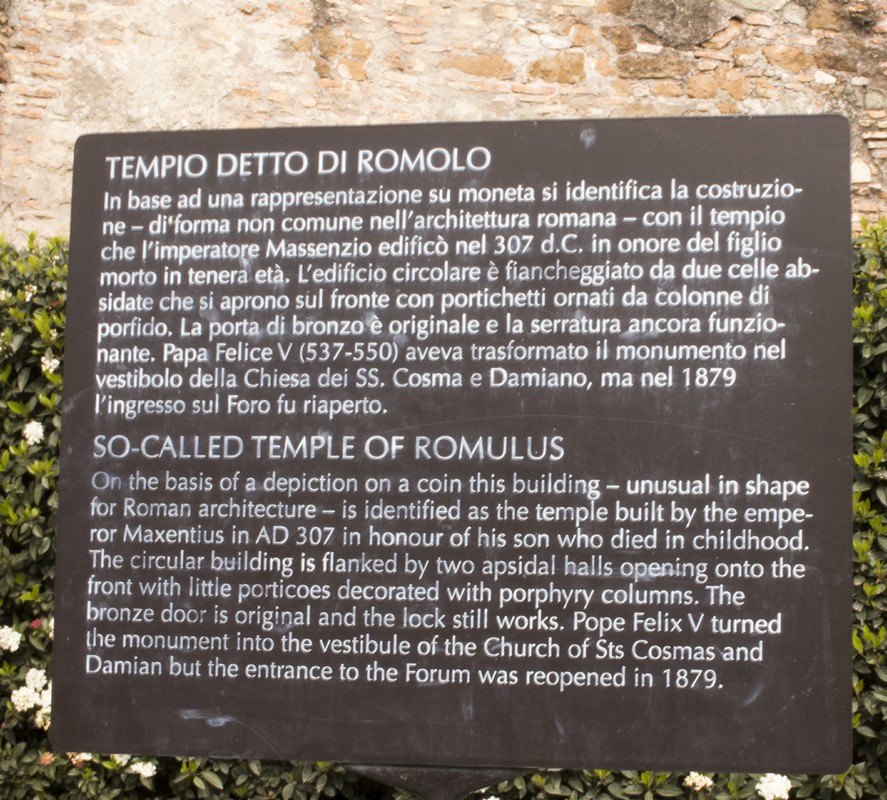 TEMPIO DETTO DI ROMOLO
In base ad una rappresentazione su moneta si identifica la costruzio-
ne – di forma non comune nell'architettura romana – con il tempio
che l'imperatore Massenzio edificò nel 307 d.C. in onore del figlio
morto in tenera età. L'edificio circolare è fiancheggiato da due celle ab-
sidate che si aprono sul fronte con portichetti ornati da colonne di
porfido. La porta di bronzo è originale e la serratura ancora funzio-
nante. Papa Felice V (537-550) aveva trasformato il monumento nel
vestibolo della Chiesa dei SS. Cosma e Damiano, ma nel 1879
l'ingresso sul Foro fu riaperto.
SO-CALLED TEMPLE OF ROMULUS
On the basis of a depiction on a coin this building – unusual in shape
for Roman architecture – is identified as the temple built by the empe-
ror Maxentius in AD 307 in honour of his son who died in childhood.
The circular building is flanked by two apsidal halls opening onto the
front with little porticoes decorated with porphyry columns. The
bronze door is original and the lock still works. Pope Felix V turned
the monument into the vestibule of the Church of Sts Cosmas and
Damian but the entrance to the Forum was reopened in 1879.